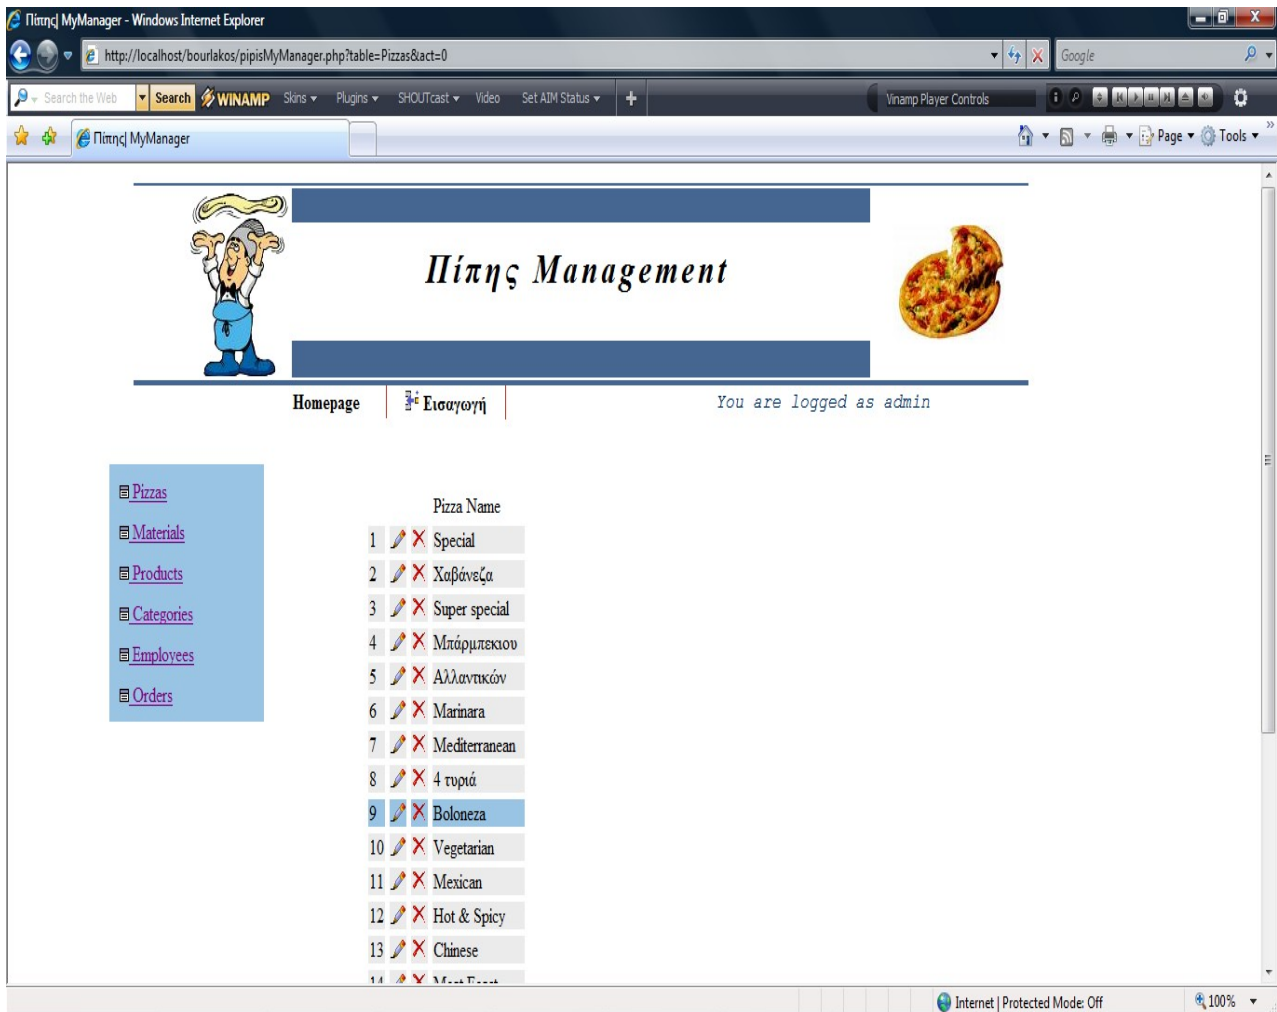 Πίπης| MyManager - Windows Internet Explorer
http://localhost/bourlakos/pipisMyManager.php?table=Pizzas&act=0
Google
Search the Web Search WINAMP Skins Plugins SHOUTcast Video Set AIM Status Vinamp Player Controls
Πίπης| MyManager
Page Tools
Πίπης Management
Homepage Εισαγωγή You are logged as admin
Pizzas
Materials
Products
Categories
Employees
Orders
Pizza Name
1 Special
2 Χαβάνεζα
3 Super special
4 Μπάρμπεκιου
5 Αλλαντικών
6 Marinara
7 Mediterranean
8 4 τυριά
9 Boloneza
10 Vegetarian
11 Mexican
12 Hot & Spicy
13 Chinese
Internet | Protected Mode: Off 100%